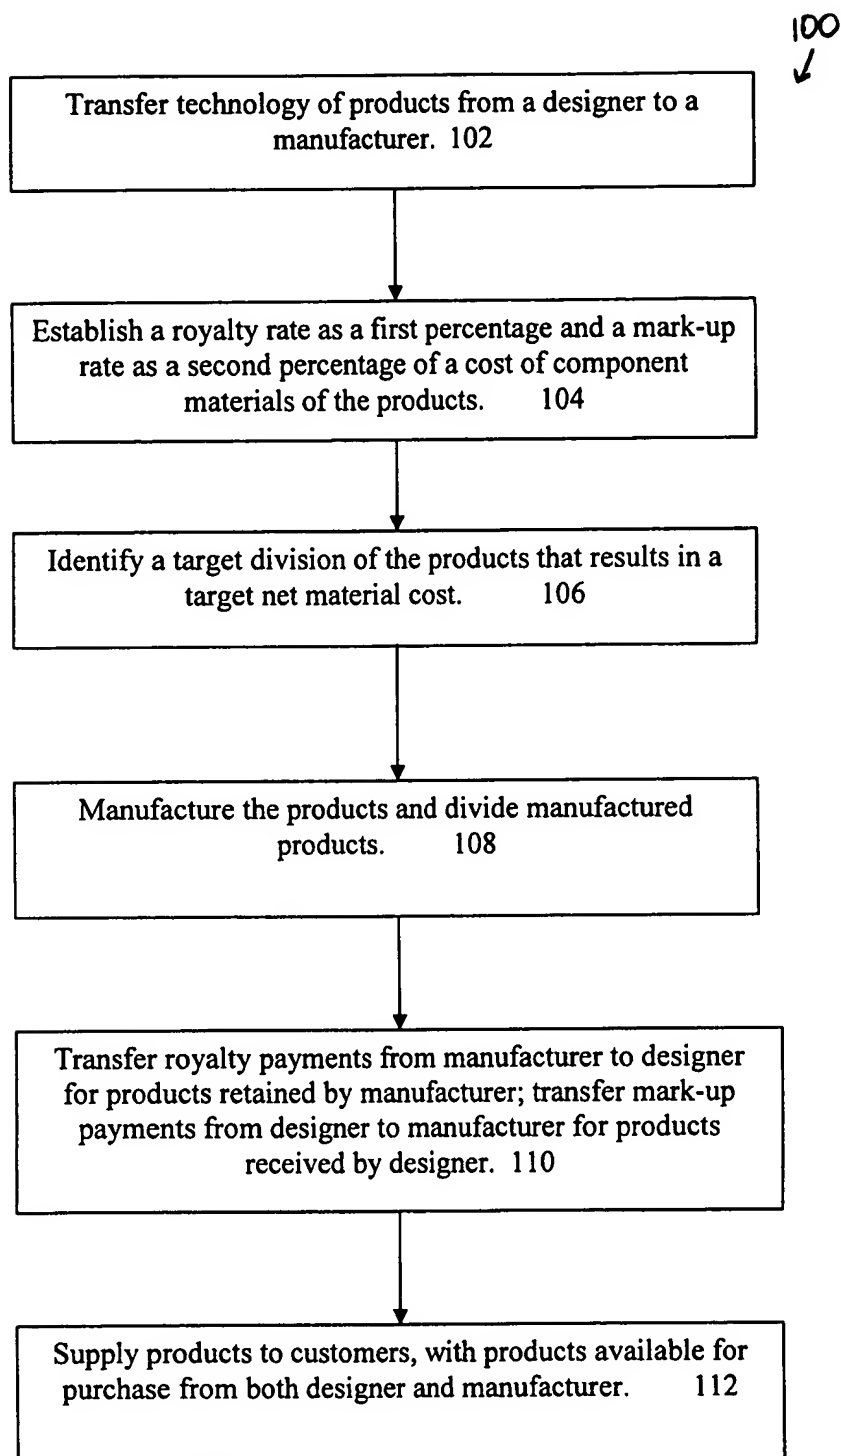 100
Transfer technology of products from a designer to a
manufacturer. 102
Establish a royalty rate as a first percentage and a mark-up
rate as a second percentage of a cost of component
materials of the products. 104
Identify a target division of the products that results in a
target net material cost. 106
Manufacture the products and divide manufactured
products. 108
Transfer royalty payments from manufacturer to designer
for products retained by manufacturer; transfer mark-up
payments from designer to manufacturer for products
received by designer. 110
Supply products to customers, with products available for
purchase from both designer and manufacturer. 112